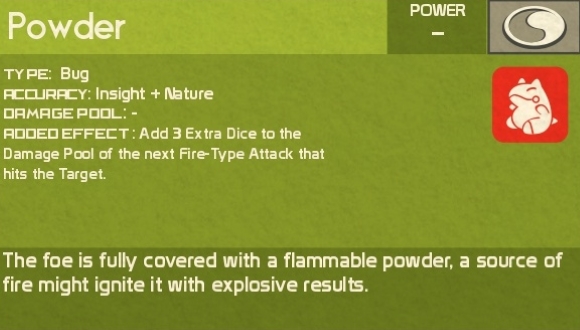 Powder
POWER
–
TYPE: Bug
ACCURACY: Insight + Nature
DAMAGE POOL: -
ADDED EFFECT: Add 3 Extra Dice to the
Damage Pool of the next Fire-Type Attack that
hits the Target.
The foe is fully covered with a flammable powder, a source of
fire might ignite it with explosive results.